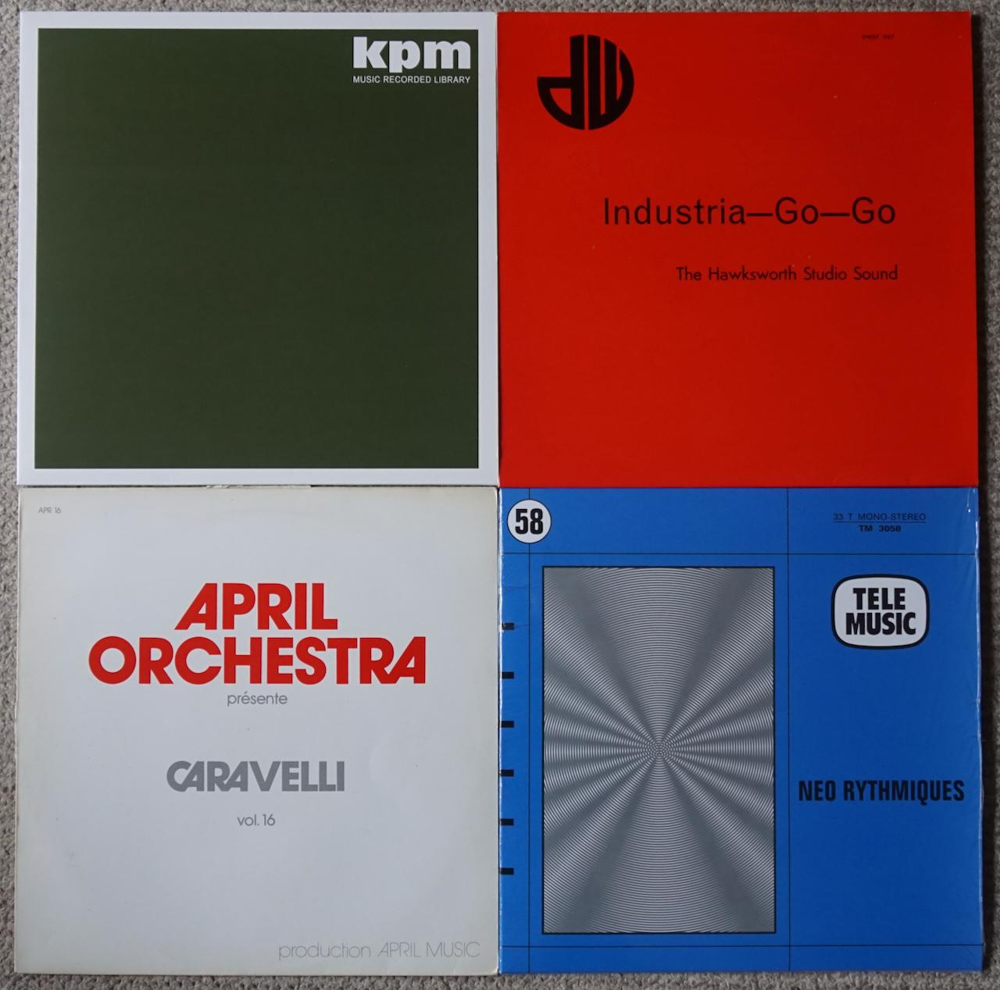 kpm
MUSIC RECORDED LIBRARY
dw
Industria—Go—Go
The Hawksworth Studio Sound
APR 16
APRIL
ORCHESTRA
présente
CARAVELLI
vol. 16
production APRIL MUSIC
58
33 T MONO-STEREO
TM 3058
TELE
MUSIC
NEO RYTHMIQUES